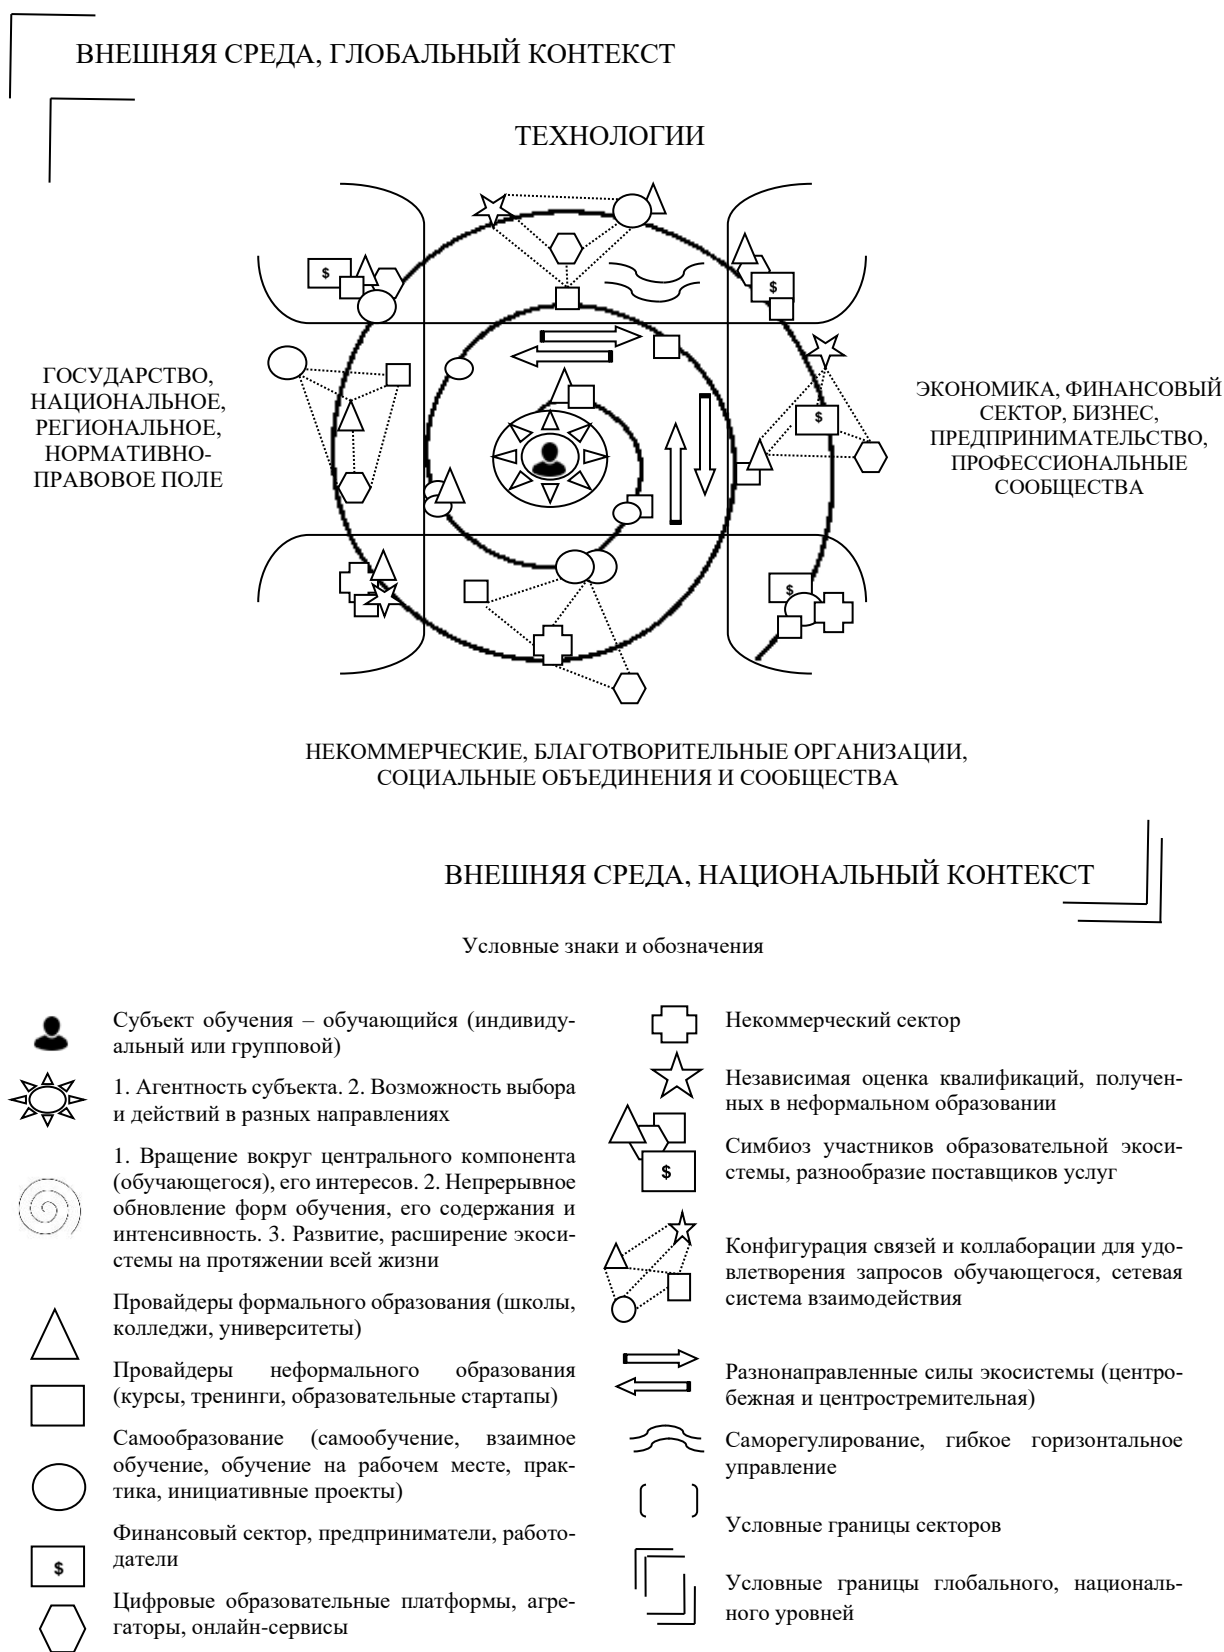 ВНЕШНЯЯ СРЕДА, ГЛОБАЛЬНЫЙ КОНТЕКСТ
ТЕХНОЛОГИИ
$
$
ГОСУДАРСТВО,
НАЦИОНАЛЬНОЕ,
РЕГИОНАЛЬНОЕ,
НОРМАТИВНО-
ПРАВОВОЕ ПОЛЕ
$
ЭКОНОМИКА, ФИНАНСОВЫЙ
СЕКТОР, БИЗНЕС,
ПРЕДПРИНИМАТЕЛЬСТВО,
ПРОФЕССИОНАЛЬНЫЕ
СООБЩЕСТВА
$
НЕКОММЕРЧЕСКИЕ, БЛАГОТВОРИТЕЛЬНЫЕ ОРГАНИЗАЦИИ,
СОЦИАЛЬНЫЕ ОБЪЕДИНЕНИЯ И СООБЩЕСТВА
ВНЕШНЯЯ СРЕДА, НАЦИОНАЛЬНЫЙ КОНТЕКСТ
Условные знаки и обозначения
Субъект обучения – обучающийся (индивиду-
альный или групповой)
1. Агентность субъекта. 2. Возможность выбора
и действий в разных направлениях
1. Вращение вокруг центрального компонента
(обучающегося), его интересов. 2. Непрерывное
обновление форм обучения, его содержания и
интенсивность. 3. Развитие, расширение экоси-
стемы на протяжении всей жизни
Провайдеры формального образования (школы,
колледжи, университеты)
Провайдеры неформального образования
(курсы, тренинги, образовательные стартапы)
Самообразование (самообучение, взаимное
обучение, обучение на рабочем месте, прак-
тика, инициативные проекты)
Финансовый сектор, предприниматели, работо-
датели
$
Цифровые образовательные платформы, агре-
гаторы, онлайн-сервисы
Некоммерческий сектор
Независимая оценка квалификаций, получен-
ных в неформальном образовании
Симбиоз участников образовательной экоси-
стемы, разнообразие поставщиков услуг
$
Конфигурация связей и коллаборации для удо-
влетворения запросов обучающегося, сетевая
система взаимодействия
Разнонаправленные силы экосистемы (центро-
бежная и центростремительная)
Саморегулирование, гибкое горизонтальное
управление
Условные границы секторов
Условные границы глобального, националь-
ного уровней